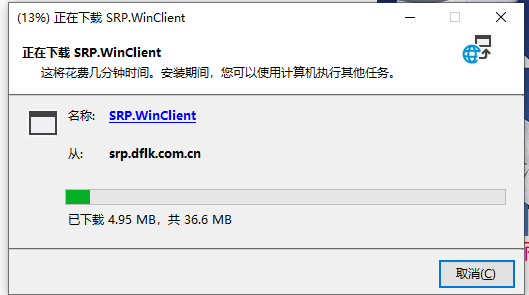 (13%) 正在下载 SRP.WinClient
正在下载 SRP.WinClient
这将花费几分钟时间。安装期间，您可以使用计算机执行其他任务。
名称: SRP.WinClient
从: srp.dflk.com.cn
已下载 4.95 MB，共 36.6 MB
取消(C)